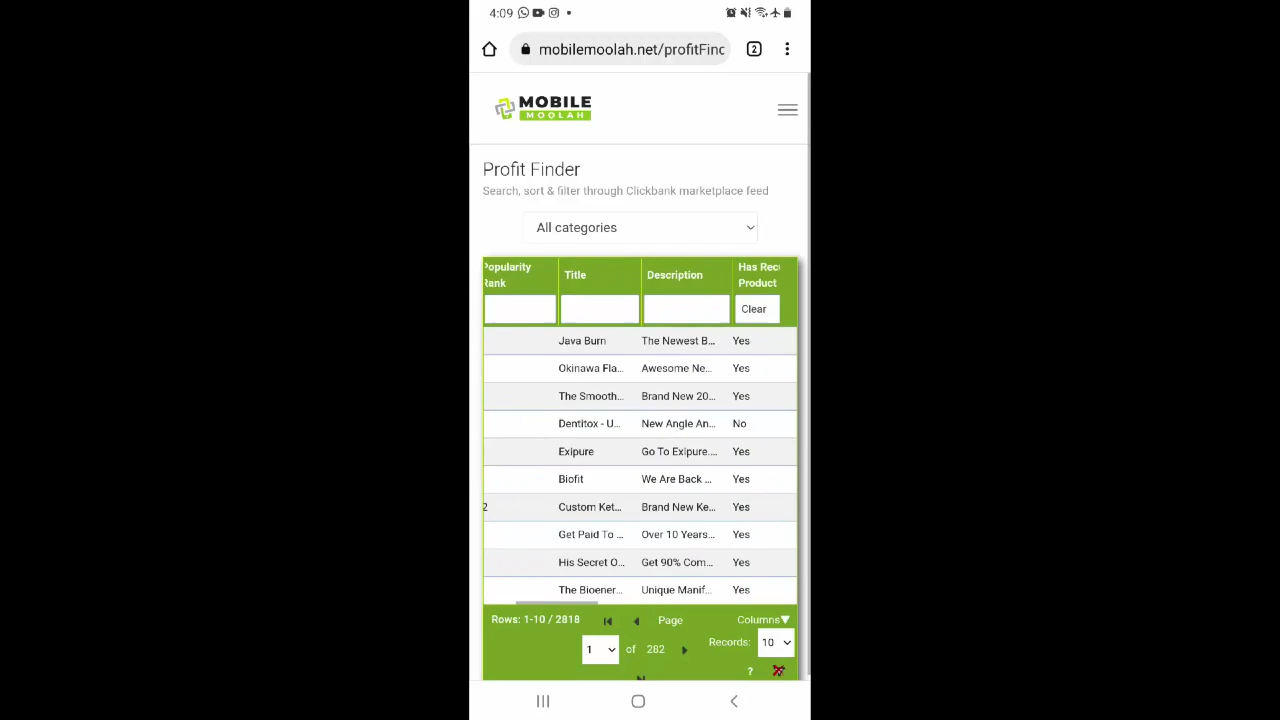 4:09
mobilemoolah.net/profitFind
2
MOBILE
MOOLAH
Profit Finder
Search, sort & filter through Clickbank marketplace feed
All categories
Popularity Rank Title Description Has Recu Product
Clear
Java Burn The Newest B... Yes
Okinawa Fla... Awesome Ne... Yes
The Smooth... Brand New 20... Yes
Dentitox - U... New Angle An... No
Exipure Go To Exipure.... Yes
Biofit We Are Back ... Yes
2 Custom Ket... Brand New Ke... Yes
Get Paid To ... Over 10 Years... Yes
His Secret O... Get 90% Com... Yes
The Bioener... Unique Manif... Yes
Rows: 1-10 / 2818 Page Columns▼
1 of 282 Records: 10
?